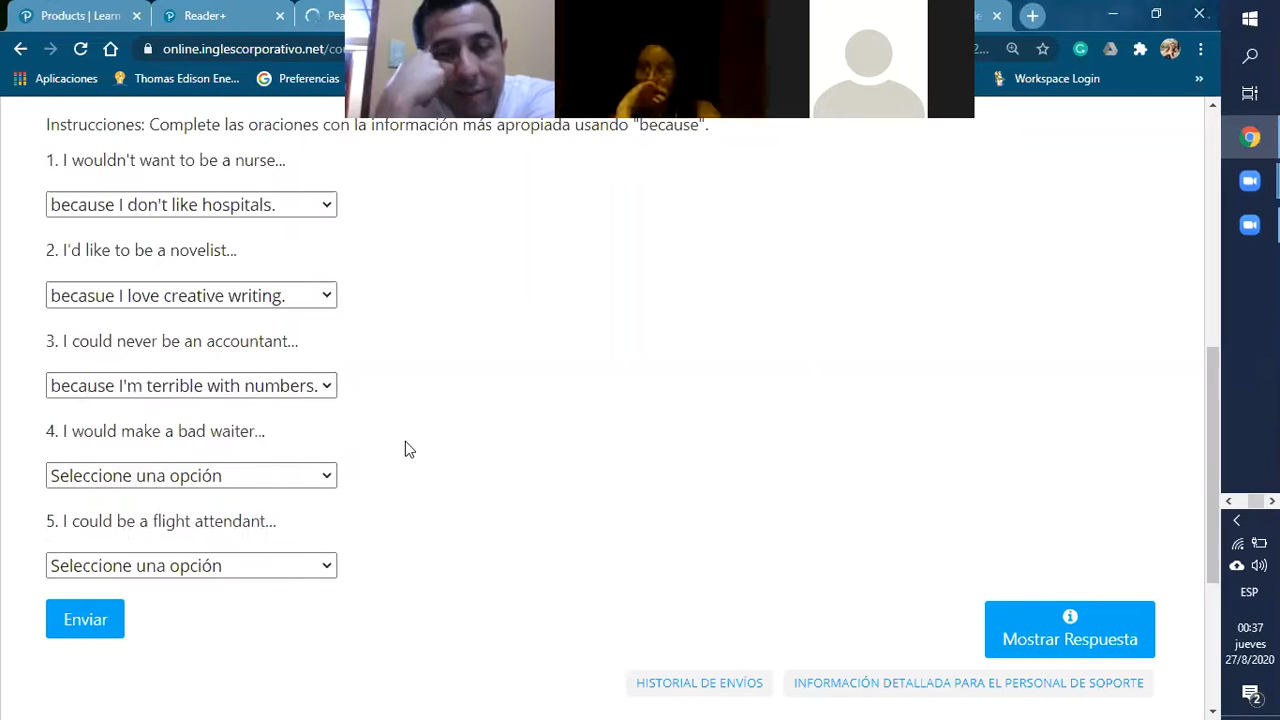 Products | Learn
Reader+
Pea
online.inglescorporativo.net/co
2...
Aplicaciones
Thomas Edison Ene...
Preferencias
Workspace Login
»
Instrucciones: Complete las oraciones con la información más apropiada usando "because".
1. I wouldn't want to be a nurse...
because I don't like hospitals.
2. I'd like to be a novelist...
becasue I love creative writing.
3. I could never be an accountant...
because I'm terrible with numbers.
4. I would make a bad waiter...
Seleccione una opción
5. I could be a flight attendant...
Seleccione una opción
Enviar
Mostrar Respuesta
HISTORIAL DE ENVÍOS
INFORMACIÓN DETALLADA PARA EL PERSONAL DE SOPORTE
ESP
00:37
jueves
27/8/2020
2